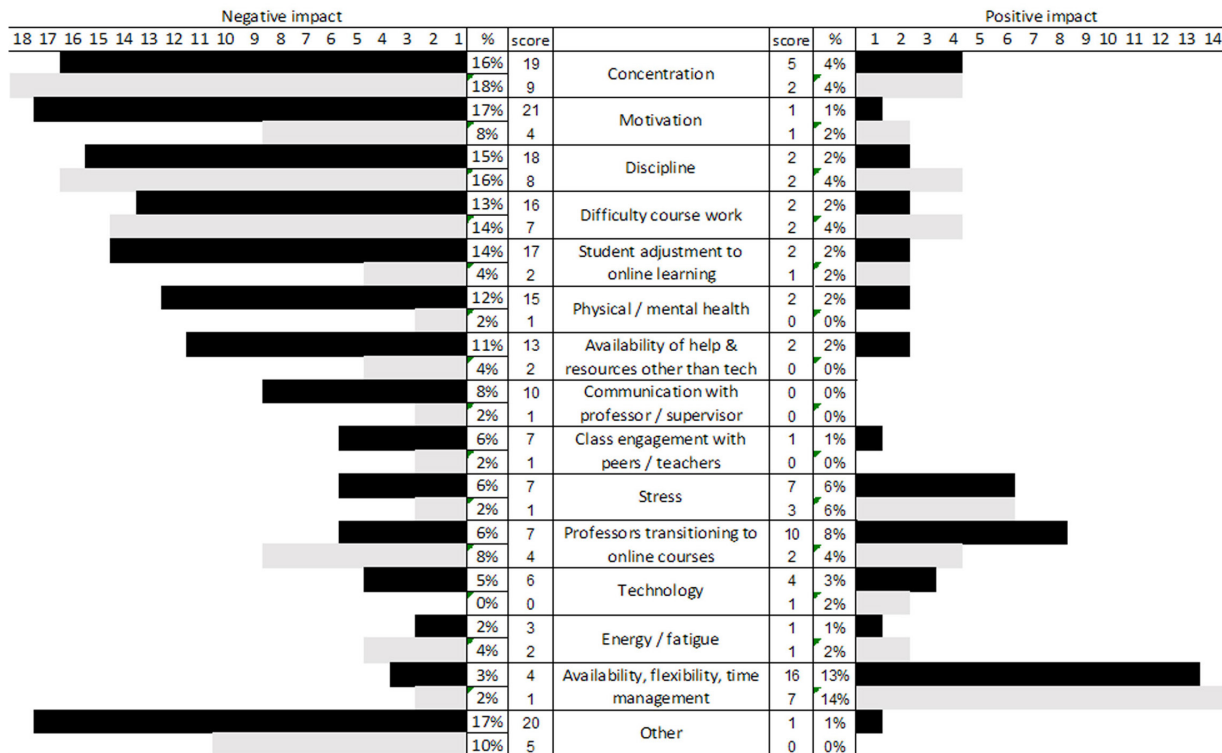 Negative impact Positive impact
18 17 16 15 14 13 12 11 10 9 8 7 6 5 4 3 2 1 % score score % 1 2 3 4 5 6 7 8 9 10 11 12 13 14
16% 19 Concentration 5 4%
18% 9 2 4%
17% 21 Motivation 1 1%
8% 4 1 2%
15% 18 Discipline 2 2%
16% 8 2 4%
13% 16 Difficulty course work 2 2%
14% 7 2 4%
14% 17 Student adjustment to 2 2%
4% 2 online learning 1 2%
12% 15 Physical / mental health 2 2%
2% 1 0 0%
11% 13 Availability of help & 2 2%
4% 2 resources other than tech 0 0%
8% 10 Communication with 0 0%
2% 1 professor / supervisor 0 0%
6% 7 Class engagement with 1 1%
2% 1 peers / teachers 0 0%
6% 7 Stress 7 6%
2% 1 3 6%
6% 7 Professors transitioning to 10 8%
8% 4 online courses 2 4%
5% 6 Technology 4 3%
0% 0 1 2%
2% 3 Energy / fatigue 1 1%
4% 2 1 2%
3% 4 Availability, flexibility, time 16 13%
2% 1 management 7 14%
17% 20 Other 1 1%
10% 5 0 0%